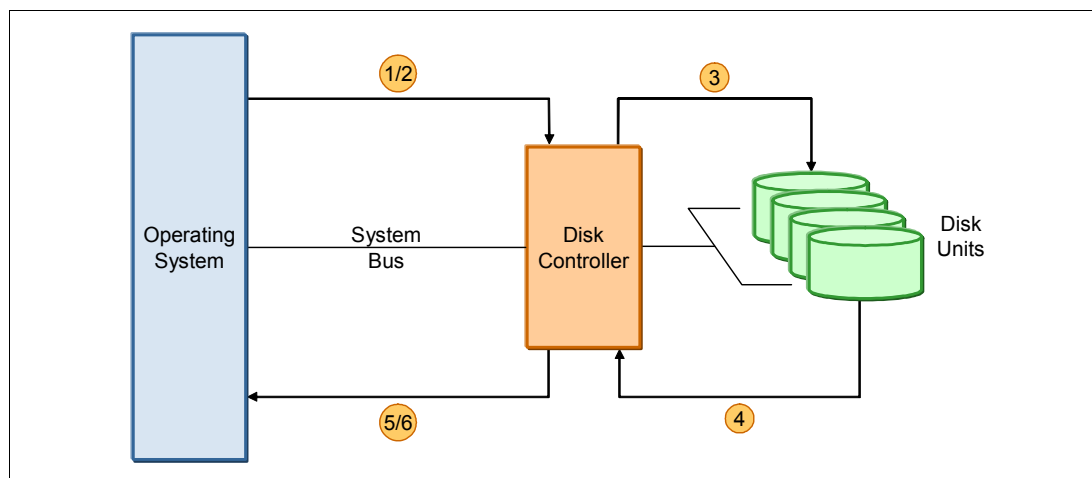 1/2
3
Operating
System
System
Bus
Disk
Controller
Disk
Units
5/6
4